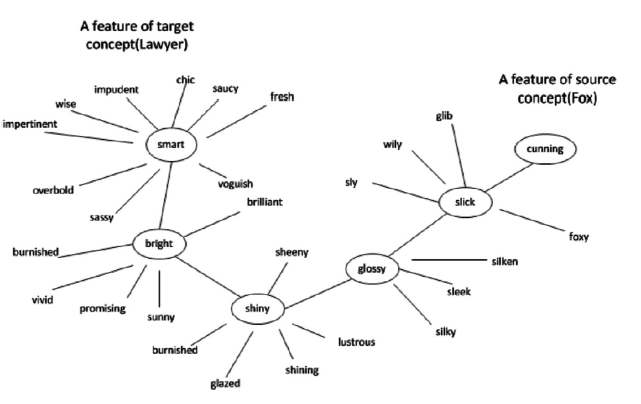 A feature of target
concept(Lawyer)
A feature of source
concept(Fox)
chic
impudent
saucy
fresh
wise
impertinent
smart
glib
cunning
wily
overbold
voguish
sly
slick
sassy
brilliant
foxy
burnished
bright
sheeny
silken
glossy
vivid
promising
sunny
sleek
shiny
silky
burnished
lustrous
shining
glazed